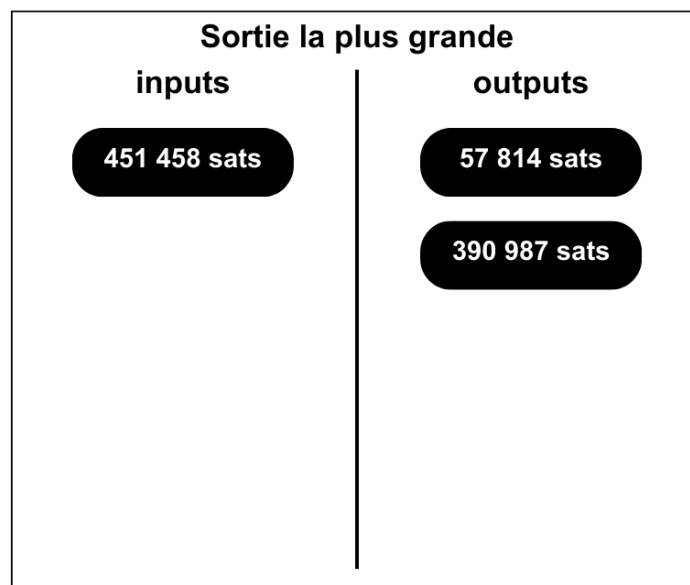 Sortie la plus grande
inputs
outputs
451 458 sats
57 814 sats
390 987 sats